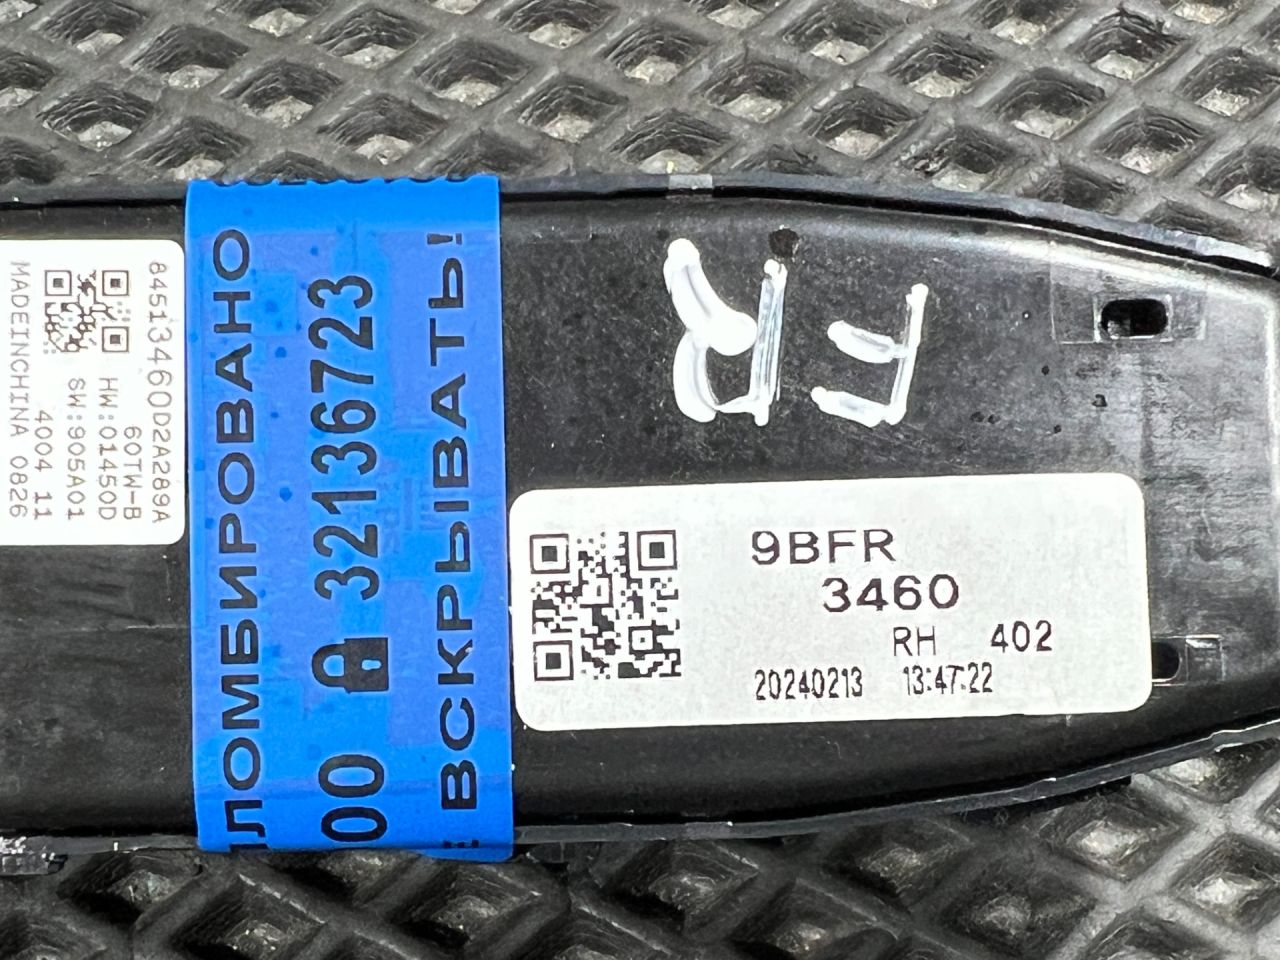 84513460D2A289A
60TW-B
HW:01450D
SW:905A01
4004 11
MADEINCHINA 0826
ЛОМБИРОВАНО
00 32136723
ВСКРЫВАТЬ!
FR
9BFR
3460
RH 402
20240213 13:47:22